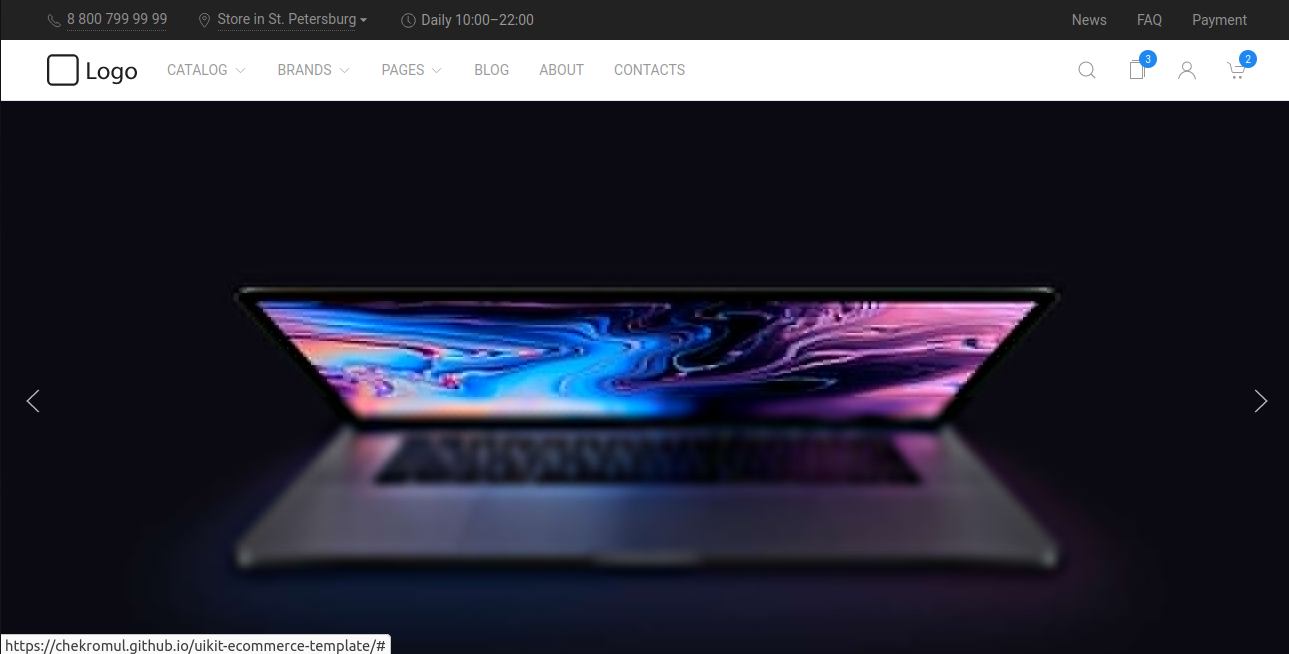 8 800 799 99 99 Store in St. Petersburg Daily 10:00–22:00 News FAQ Payment
Logo CATALOG BRANDS PAGES BLOG ABOUT CONTACTS 3 2
https://chekromul.github.io/uikit-ecommerce-template/#